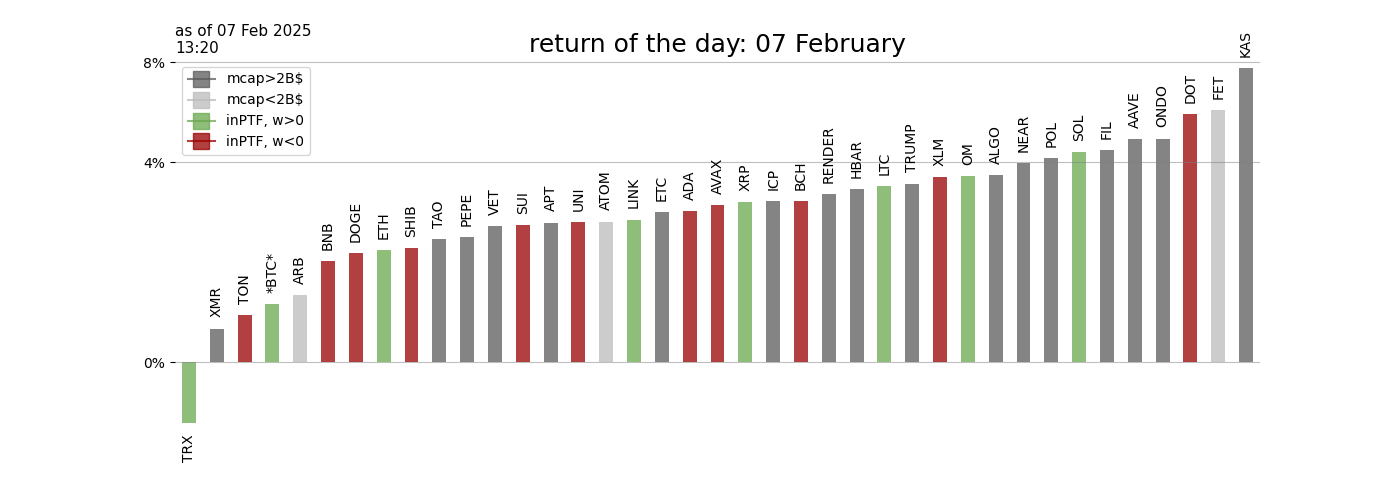 as of 07 Feb 2025
13:20
return of the day: 07 February
8%
4%
0%
mcap>2B$
mcap<2B$
inPTF, w>0
inPTF, w<0
TRX
XMR
TON
*BTC*
ARB
BNB
DOGE
ETH
SHIB
TAO
PEPE
VET
SUI
APT
UNI
ATOM
LINK
ETC
ADA
AVAX
XRP
ICP
BCH
RENDER
HBAR
LTC
TRUMP
XLM
OM
ALGO
NEAR
POL
SOL
FIL
AAVE
ONDO
DOT
FET
KAS